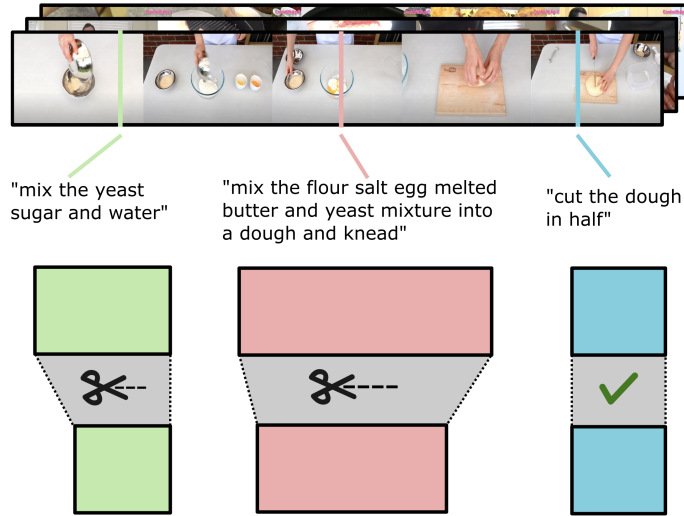 "mix the yeast
sugar and water"
"mix the flour salt egg melted
butter and yeast mixture into
a dough and knead"
"cut the dough
in half"